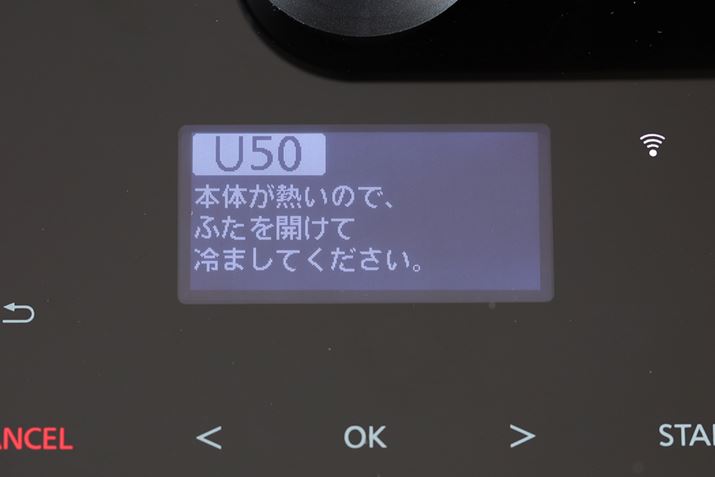 U50
本体が熱いので、
ふたを開けて
冷ましてください。
ANCEL
< OK >
STAR